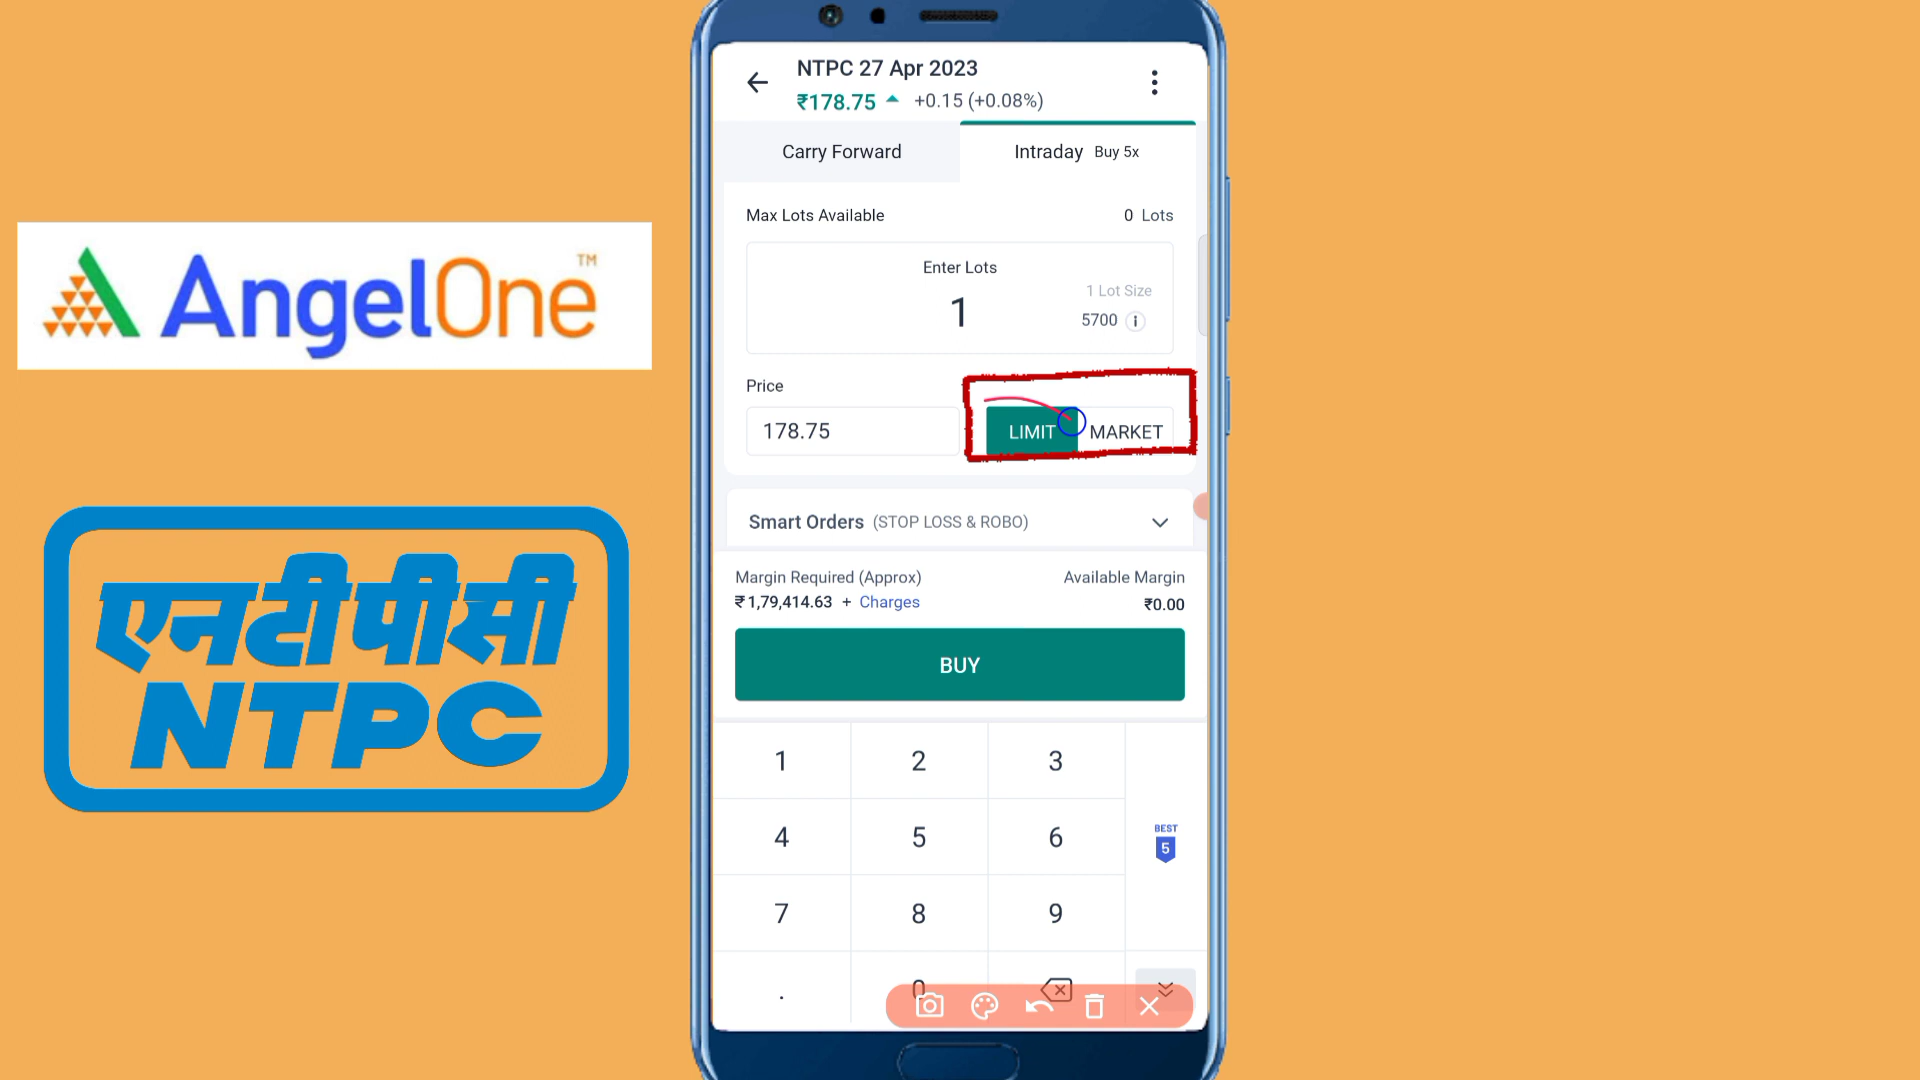 AngelOne™
एनटीपीसी
NTPC
NTPC 27 Apr 2023
₹178.75 +0.15 (+0.08%)
Carry Forward
Intraday Buy 5x
Max Lots Available
0 Lots
Enter Lots
1
1 Lot Size
5700
Price
178.75
LIMIT
MARKET
Smart Orders (STOP LOSS & ROBO)
Margin Required (Approx)
₹1,79,414.63 + Charges
Available Margin
₹0.00
BUY
1 2 3
4 5 6
BEST
5
7 8 9
. 0